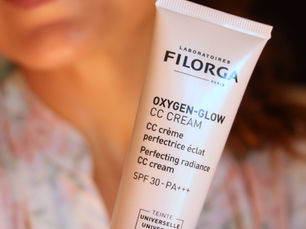 LABORATOIRES
FILORGA
PARIS
OXYGEN-GLOW
CC CREAM
CC crème
perfectrice éclat
Perfecting radiance
CC cream
SPF 30 - PA+++
TEINTE
UNIVERSELLE